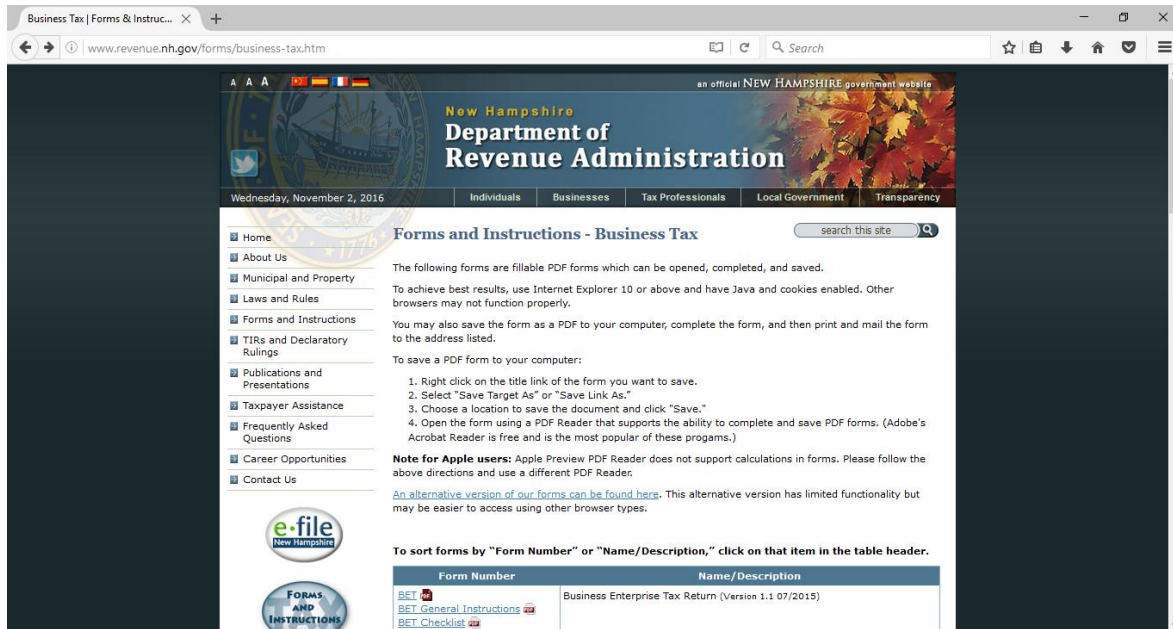 Business Tax | Forms & Instruc...
www.revenue.nh.gov/forms/business-tax.htm
Search
A A A
an official NEW HAMPSHIRE government website
New Hampshire
Department of
Revenue Administration
Wednesday, November 2, 2016
Individuals
Businesses
Tax Professionals
Local Government
Transparency
1776
Home
About Us
Municipal and Property
Laws and Rules
Forms and Instructions
TIRs and Declaratory
Rulings
Publications and
Presentations
Taxpayer Assistance
Frequently Asked
Questions
Career Opportunities
Contact Us
e-file
New Hampshire
FORMS
AND
INSTRUCTIONS
Forms and Instructions - Business Tax
search this site
The following forms are fillable PDF forms which can be opened, completed, and saved.
To achieve best results, use Internet Explorer 10 or above and have Java and cookies enabled. Other
browsers may not function properly.
You may also save the form as a PDF to your computer, complete the form, and then print and mail the form
to the address listed.
To save a PDF form to your computer:
1. Right click on the title link of the form you want to save.
2. Select "Save Target As" or "Save Link As."
3. Choose a location to save the document and click "Save."
4. Open the form using a PDF Reader that supports the ability to complete and save PDF forms. (Adobe's
Acrobat Reader is free and is the most popular of these progams.)
Note for Apple users: Apple Preview PDF Reader does not support calculations in forms. Please follow the
above directions and use a different PDF Reader.
An alternative version of our forms can be found here. This alternative version has limited functionality but
may be easier to access using other browser types.
To sort forms by "Form Number" or "Name/Description," click on that item in the table header.
Form Number
Name/Description
BET
Business Enterprise Tax Return (Version 1.1 07/2015)
BET General Instructions
BET Checklist